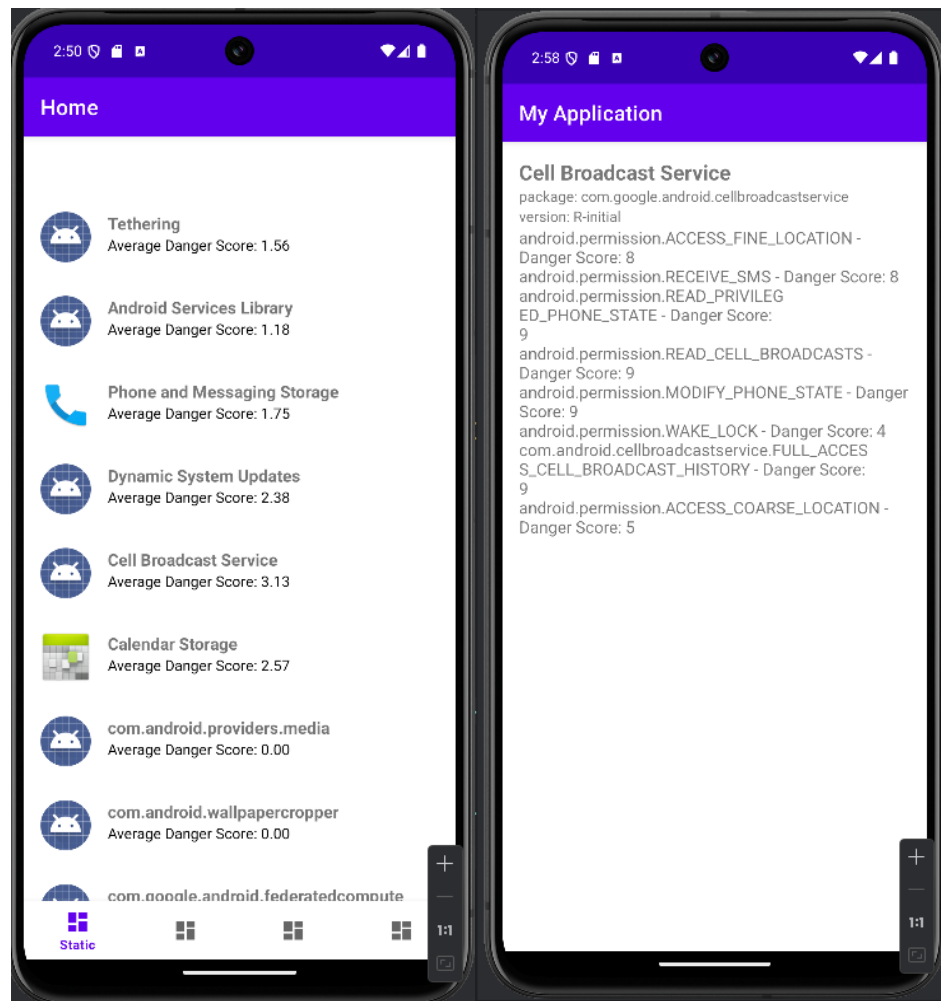 2:50
Home
Tethering
Average Danger Score: 1.56
Android Services Library
Average Danger Score: 1.18
Phone and Messaging Storage
Average Danger Score: 1.75
Dynamic System Updates
Average Danger Score: 2.38
Cell Broadcast Service
Average Danger Score: 3.13
Calendar Storage
Average Danger Score: 2.57
com.android.providers.media
Average Danger Score: 0.00
com.android.wallpapercropper
Average Danger Score: 0.00
com.google.android.federatedcompute
Static
1:1
2:58
My Application
Cell Broadcast Service
package: com.google.android.cellbroadcastservice
version: R-initial
android.permission.ACCESS_FINE_LOCATION -
Danger Score: 8
android.permission.RECEIVE_SMS - Danger Score: 8
android.permission.READ_PRIVILEG
ED_PHONE_STATE - Danger Score:
9
android.permission.READ_CELL_BROADCASTS -
Danger Score: 9
android.permission.MODIFY_PHONE_STATE - Danger
Score: 9
android.permission.WAKE_LOCK - Danger Score: 4
com.android.cellbroadcastservice.FULL_ACCES
S_CELL_BROADCAST_HISTORY - Danger Score:
9
android.permission.ACCESS_COARSE_LOCATION -
Danger Score: 5
1:1